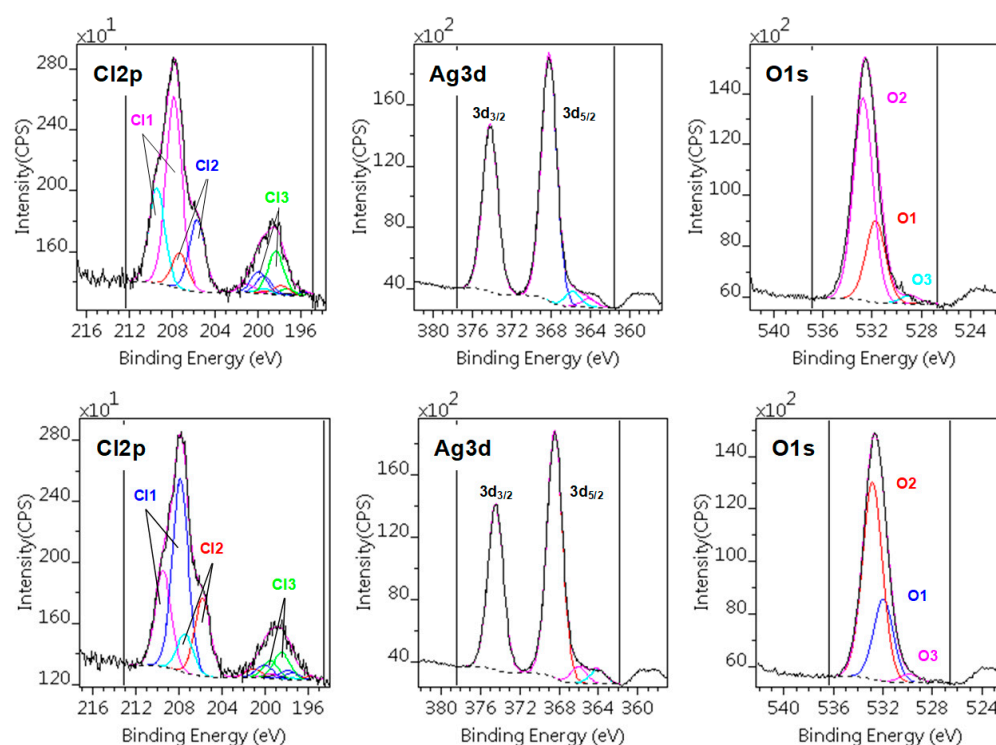 x10¹
Cl2p
Cl1
Cl2
Cl3
280
240
200
160
Intensity(CPS)
216 212 208 204 200 196
Binding Energy (eV)
x10²
Ag3d
3d3/2
3d5/2
160
120
80
40
Intensity(CPS)
380 376 372 368 364 360
Binding Energy (eV)
x10²
O1s
O2
O1
O3
140
120
100
80
60
Intensity(CPS)
540 536 532 528 524
Binding Energy (eV)
x10¹
Cl2p
Cl1
Cl2
Cl3
280
240
200
160
120
Intensity(CPS)
216 212 208 204 200 196
Binding Energy (eV)
x10²
Ag3d
3d3/2
3d5/2
160
120
80
40
Intensity(CPS)
380 376 372 368 364 360
Binding Energy (eV)
x10²
O1s
O2
O1
O3
140
120
100
80
60
Intensity(CPS)
540 536 532 528 524
Binding Energy (eV)